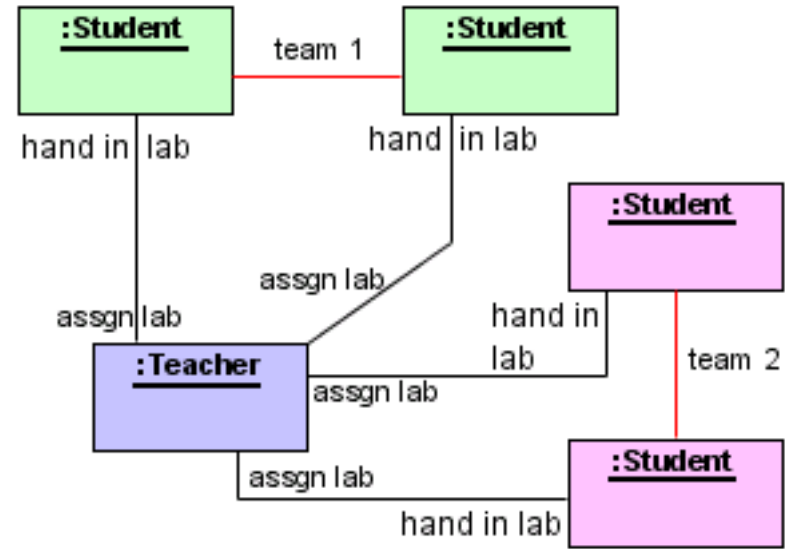 :Student
team 1
:Student
hand in lab
hand in lab
:Student
assgn lab
assgn lab
hand in
lab
team 2
:Teacher
assgn lab
:Student
assgn lab
hand in lab